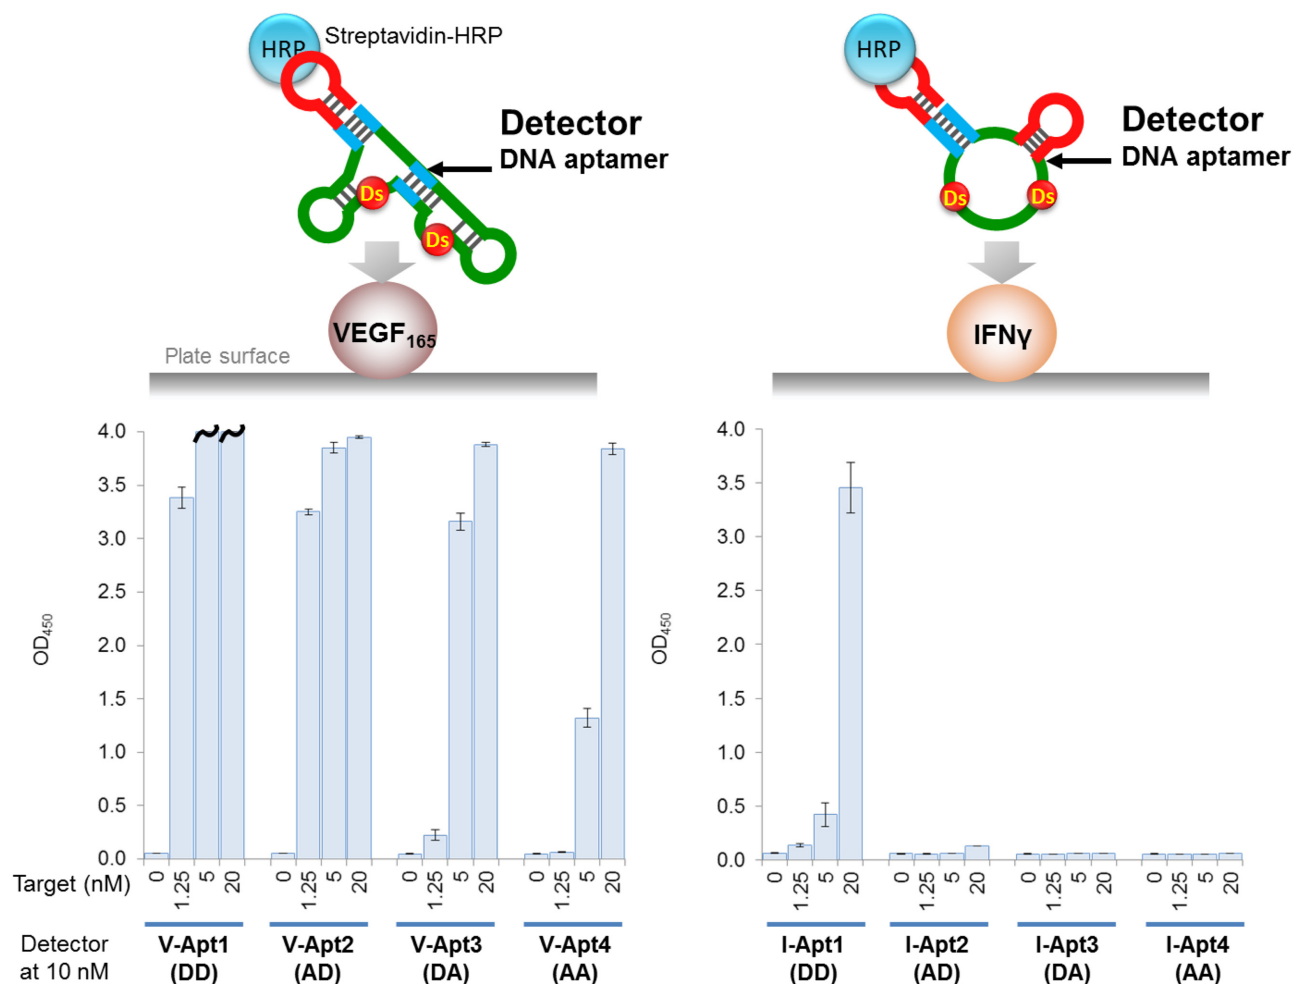 HRP
Streptavidin-HRP
Detector
DNA aptamer
Ds
Ds
VEGF165
Plate surface
4.0
3.5
3.0
2.5
2.0
1.5
1.0
0.5
0.0
OD450
Target (nM)
0 1.25 5 20 0 1.25 5 20 0 1.25 5 20 0 1.25 5 20
Detector
at 10 nM
V-Apt1 V-Apt2 V-Apt3 V-Apt4
(DD) (AD) (DA) (AA)
HRP
Detector
DNA aptamer
Ds
Ds
IFNγ
4.0
3.5
3.0
2.5
2.0
1.5
1.0
0.5
0.0
OD450
0 1.25 5 20 0 1.25 5 20 0 1.25 5 20 0 1.25 5 20
I-Apt1 I-Apt2 I-Apt3 I-Apt4
(DD) (AD) (DA) (AA)